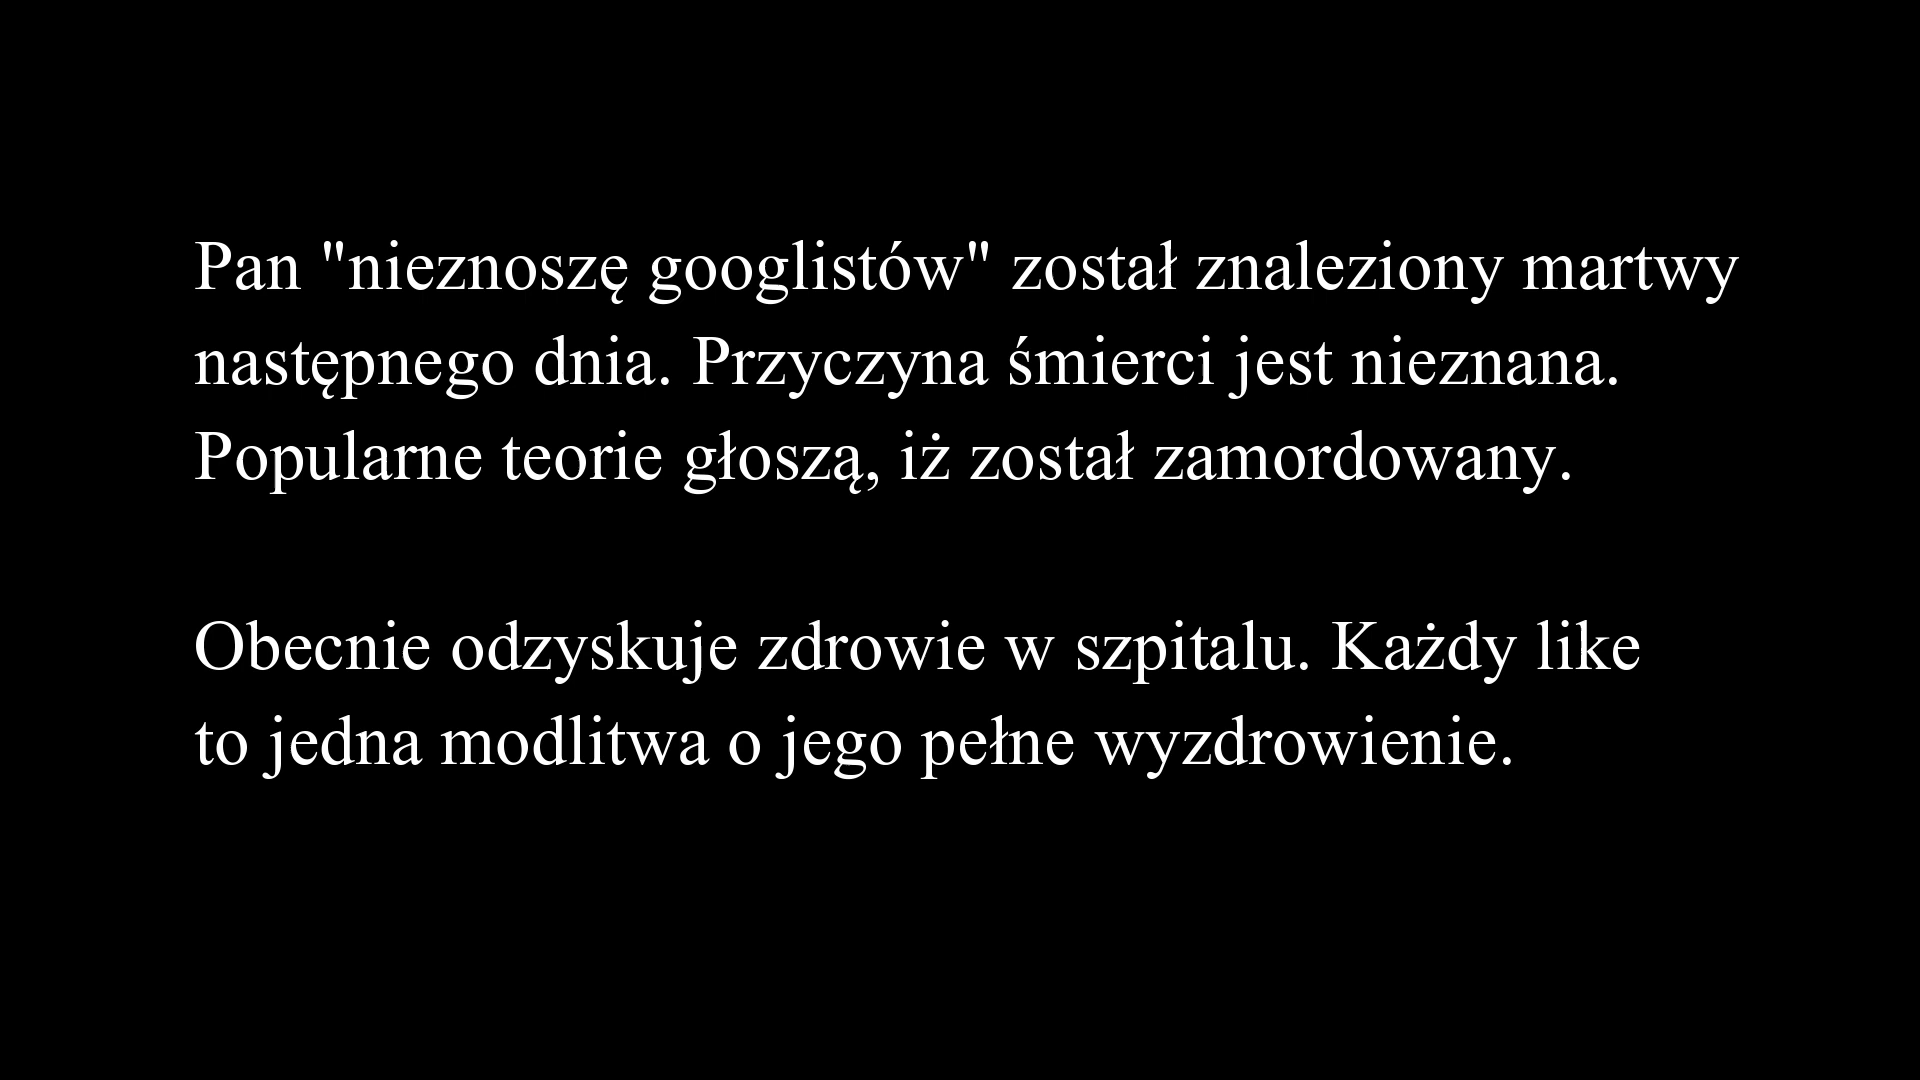 Pan "nieznoszę googlistów" został znaleziony martwy
następnego dnia. Przyczyna śmierci jest nieznana.
Popularne teorie głoszą, iż został zamordowany.
Obecnie odzyskuje zdrowie w szpitalu. Każdy like
to jedna modlitwa o jego pełne wyzdrowienie.